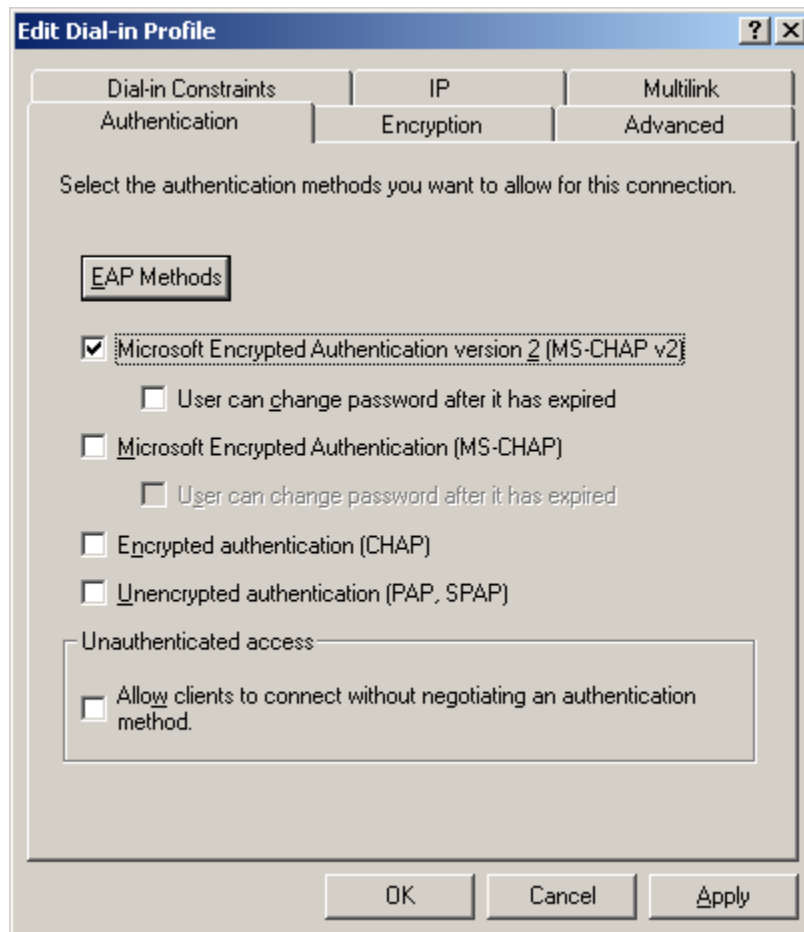 Edit Dial-in Profile
?
Dial-in Constraints IP Multilink
Authentication Encryption Advanced
Select the authentication methods you want to allow for this connection.
EAP Methods
Microsoft Encrypted Authentication version 2 (MS-CHAP v2)
User can change password after it has expired
Microsoft Encrypted Authentication (MS-CHAP)
User can change password after it has expired
Encrypted authentication (CHAP)
Unencrypted authentication (PAP, SPAP)
Unauthenticated access
Allow clients to connect without negotiating an authentication
method.
OK Cancel Apply